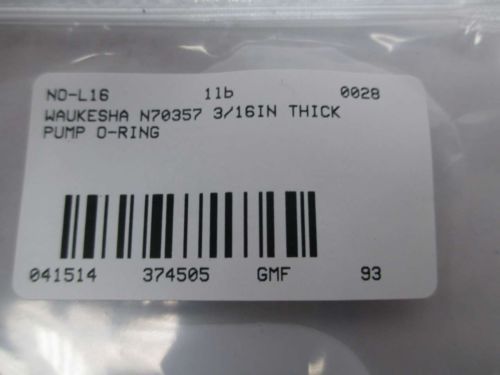 NO-L16 11b 0028
WAUKESHA N70357 3/16IN THICK
PUMP O-RING
041514 374505 GMF 93